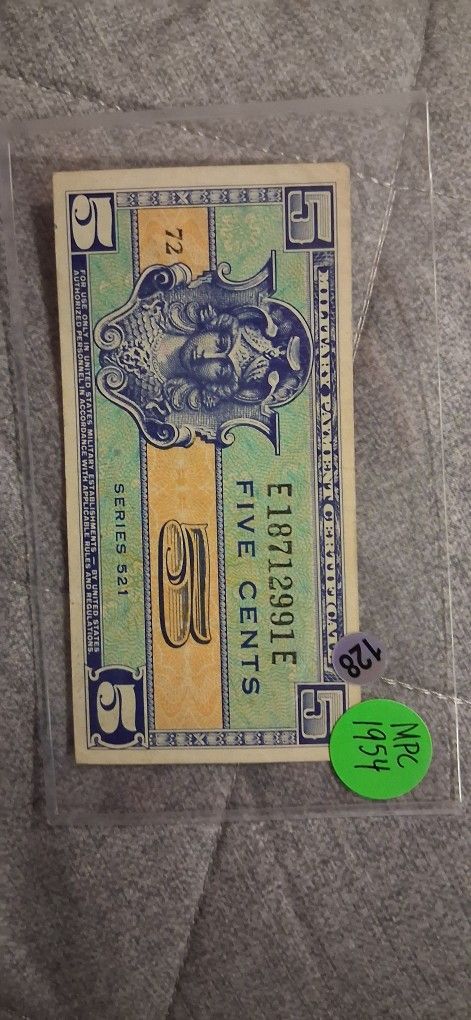 5
MILITARY PAYMENT CERTIFICATE
5
72
E18712991E
FIVE CENTS
5
SERIES 521
5
FOR USE ONLY IN UNITED STATES MILITARY ESTABLISHMENTS — BY UNITED STATES
AUTHORIZED PERSONNEL IN ACCORDANCE WITH APPLICABLE RULES AND REGULATIONS.
5
128
MPC
1954